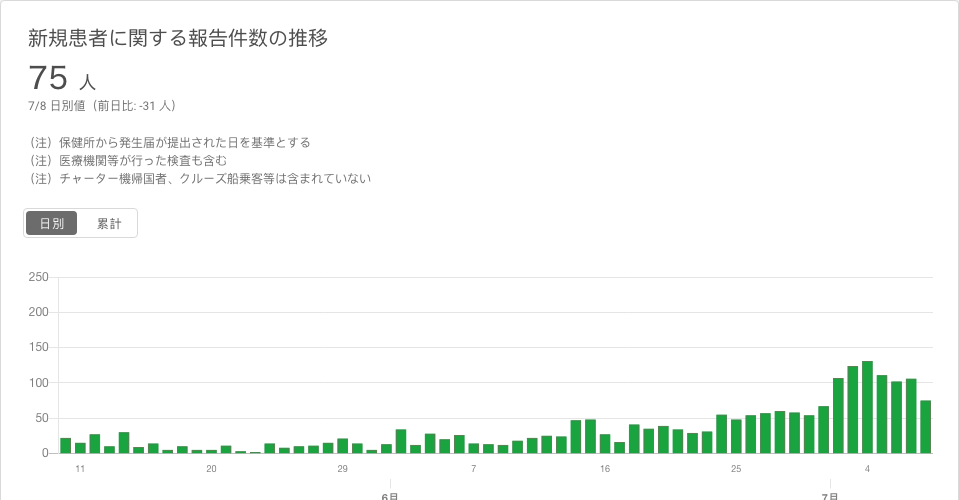 新規患者に関する報告件数の推移
75 人
7/8 日別値（前日比: -31 人）
（注）保健所から発生届が提出された日を基準とする
（注）医療機関等が行った検査も含む
（注）チャーター機帰国者、クルーズ船乗客等は含まれていない
日別 累計
250
200
150
100
50
0
11 20 29 7 16 25 4
6月 7月